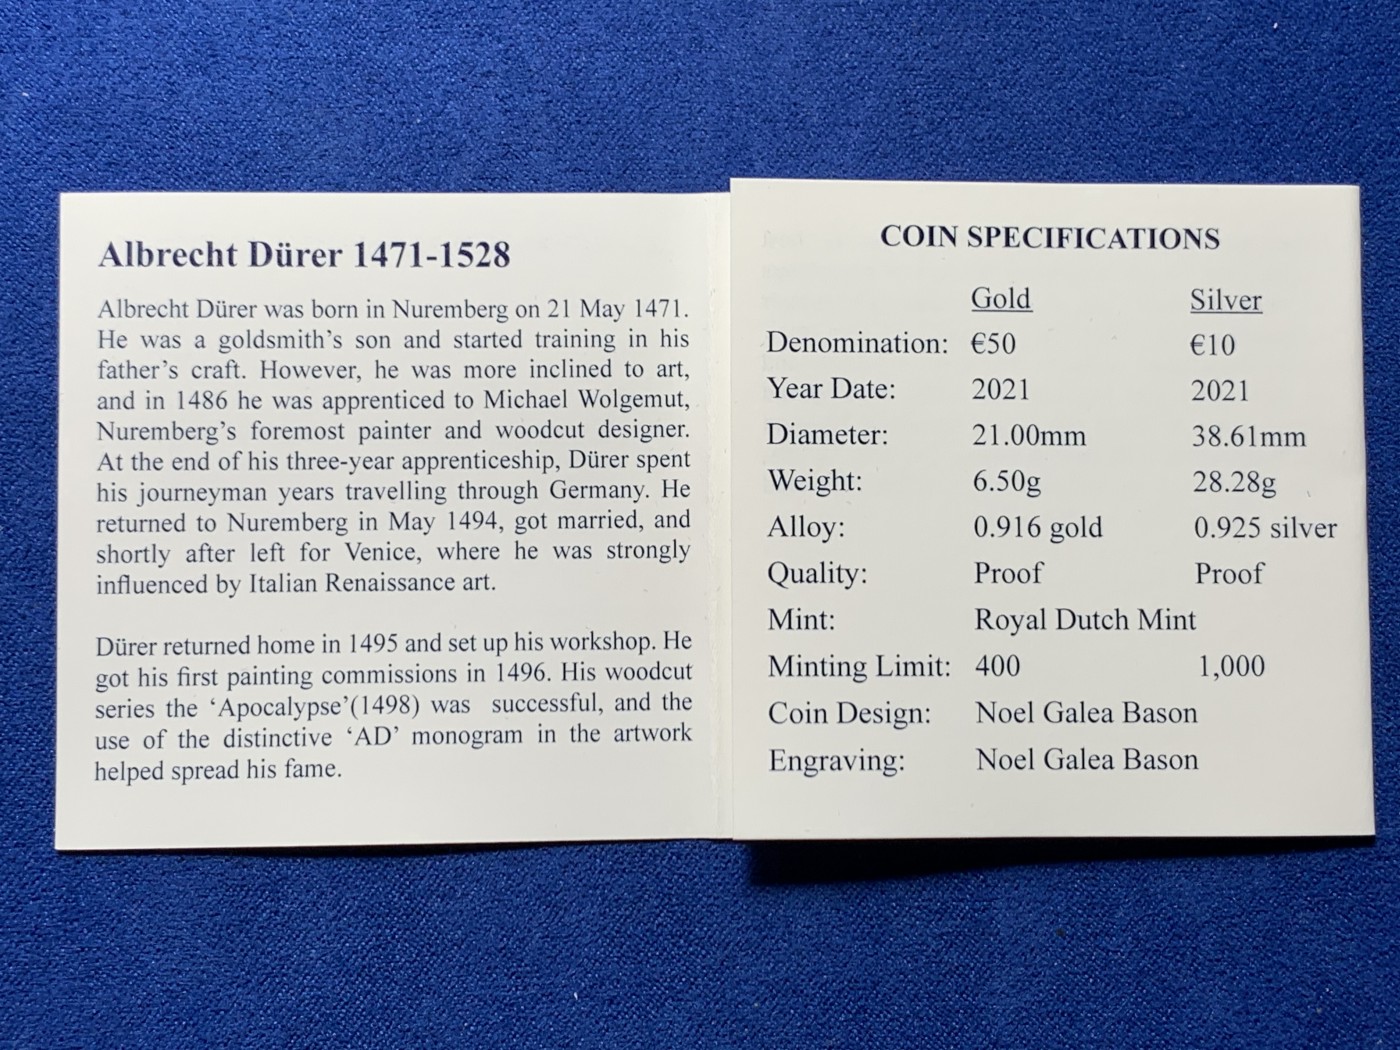 Albrecht Dürer 1471-1528
Albrecht Dürer was born in Nuremberg on 21 May 1471.
He was a goldsmith's son and started training in his
father's craft. However, he was more inclined to art,
and in 1486 he was apprenticed to Michael Wolgemut,
Nuremberg's foremost painter and woodcut designer.
At the end of his three-year apprenticeship, Dürer spent
his journeyman years travelling through Germany. He
returned to Nuremberg in May 1494, got married, and
shortly after left for Venice, where he was strongly
influenced by Italian Renaissance art.
Dürer returned home in 1495 and set up his workshop. He
got his first painting commissions in 1496. His woodcut
series the ‘Apocalypse’(1498) was  successful, and the
use of the distinctive ‘AD’ monogram in the artwork
helped spread his fame.
COIN SPECIFICATIONS
Gold Silver
Denomination: €50 €10
Year Date: 2021 2021
Diameter: 21.00mm 38.61mm
Weight: 6.50g 28.28g
Alloy: 0.916 gold 0.925 silver
Quality: Proof Proof
Mint: Royal Dutch Mint
Minting Limit: 400 1,000
Coin Design: Noel Galea Bason
Engraving: Noel Galea Bason